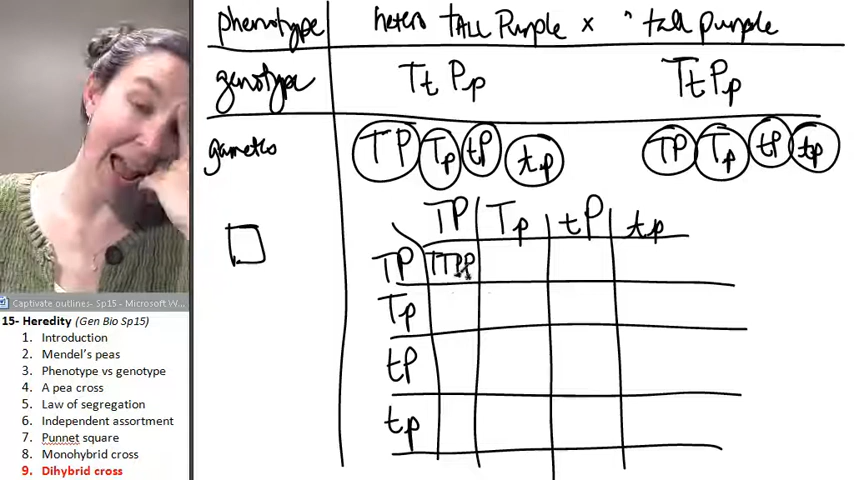 phenotype hetero TALL Purple x " tall purple
genotype Tt Pp TtPp
gametes TP Tp tP tp TP Tp tP tp
TP Tp tP tp
TP TTPP
Tp
tP
tp
Captivate outlines- Sp15 - Microsoft W...
15- Heredity (Gen Bio Sp15)
1. Introduction
2. Mendel's peas
3. Phenotype vs genotype
4. A pea cross
5. Law of segregation
6. Independent assortment
7. Punnet square
8. Monohybrid cross
9. Dihybrid cross